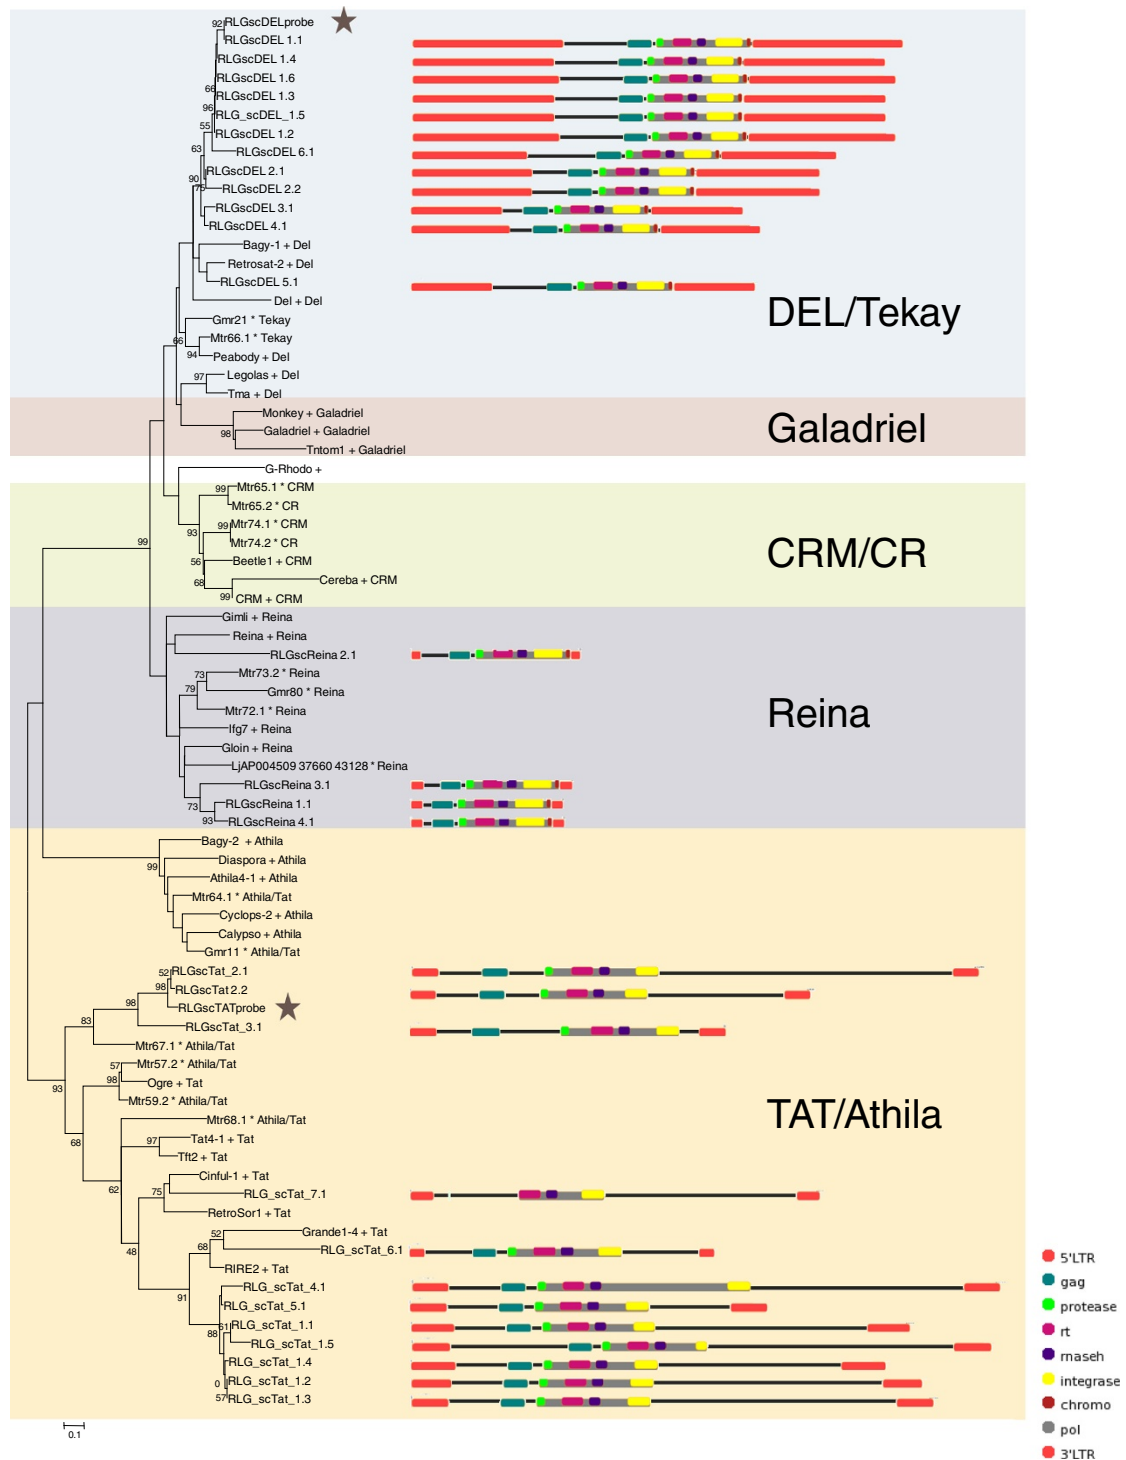 92
RLGscDELprobe
RLGscDEL 1.1
RLGscDEL 1.4
RLGscDEL 1.6
66
RLGscDEL 1.3
96
RLG_scDEL_1.5
55
RLGscDEL 1.2
63
RLGscDEL 6.1
RLGscDEL 2.1
90
75
RLGscDEL 2.2
RLGscDEL 3.1
RLGscDEL 4.1
Bagy-1 + Del
Retrosat-2 + Del
RLGscDEL 5.1
Del + Del
DEL/Tekay
Gmr21 * Tekay
66
Mtr66.1 * Tekay
94
Peabody + Del
97
Legolas + Del
Tma + Del
Monkey + Galadriel
98
Galadriel + Galadriel
Galadriel
Tntom1 + Galadriel
G-Rhodo +
99
Mtr65.1 * CRM
Mtr65.2 * CR
99
Mtr74.1 * CRM
93
Mtr74.2 * CR
99
56
Beetle1 + CRM
CRM/CR
68
Cereba + CRM
99
CRM + CRM
Gimli + Reina
Reina + Reina
RLGscReina 2.1
73
Mtr73.2 * Reina
79
Gmr80 * Reina
Mtr72.1 * Reina
Reina
Ifg7 + Reina
Gloin + Reina
LjAP004509 37660 43128 * Reina
RLGscReina 3.1
73
RLGscReina 1.1
93
RLGscReina 4.1
Bagy-2 + Athila
99
Diaspora + Athila
Athila4-1 + Athila
Mtr64.1 * Athila/Tat
Cyclops-2 + Athila
Calypso + Athila
Gmr11 * Athila/Tat
52
RLGscTat_2.1
98
RLGscTat 2.2
98
RLGscTATprobe
83
RLGscTat_3.1
Mtr67.1 * Athila/Tat
57
Mtr57.2 * Athila/Tat
98
Ogre + Tat
93
Mtr59.2 * Athila/Tat
TAT/Athila
Mtr68.1 * Athila/Tat
68
97
Tat4-1 + Tat
Tft2 + Tat
Cinful-1 + Tat
62
75
RLG_scTat_7.1
RetroSor1 + Tat
52
Grande1-4 + Tat
48
68
RLG_scTat_6.1
RIRE2 + Tat
91
RLG_scTat_4.1
RLG_scTat_5.1
61
RLG_scTat_1.1
88
RLG_scTat_1.5
RLG_scTat_1.4
0
RLG_scTat_1.2
57
RLG_scTat_1.3
0.1
5'LTR
gag
protease
rt
rnaseh
integrase
chromo
pol
3'LTR